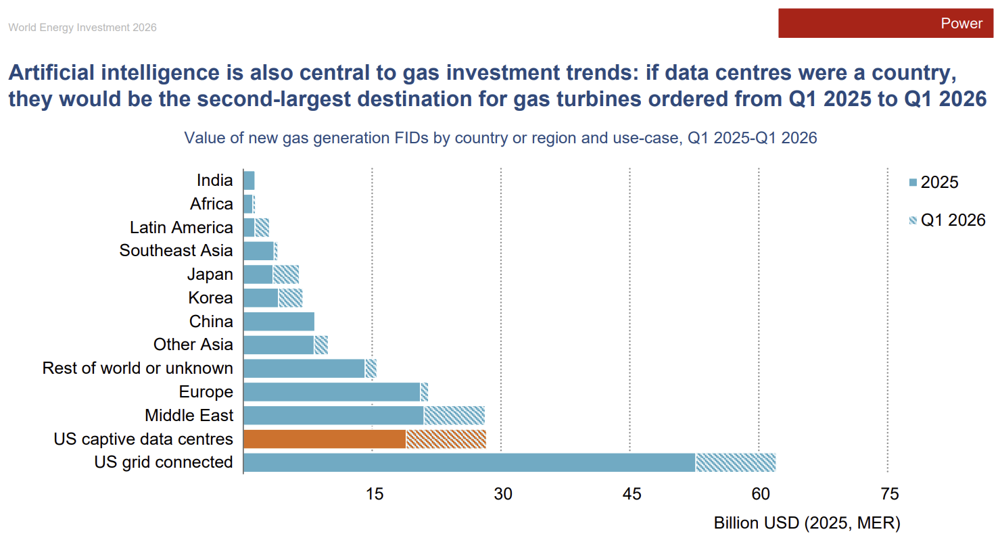 World Energy Investment 2026
Power
Artificial intelligence is also central to gas investment trends: if data centres were a country,
they would be the second-largest destination for gas turbines ordered from Q1 2025 to Q1 2026
Value of new gas generation FIDs by country or region and use-case, Q1 2025-Q1 2026
India
Africa
Latin America
Southeast Asia
Japan
Korea
China
Other Asia
Rest of world or unknown
Europe
Middle East
US captive data centres
US grid connected
2025
Q1 2026
15 30 45 60 75
Billion USD (2025, MER)